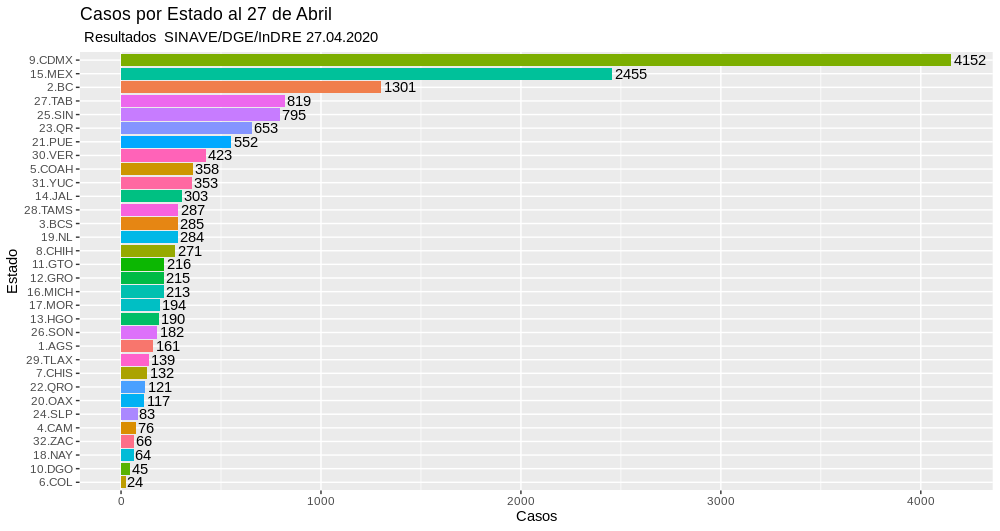 Casos por Estado al 27 de Abril
Resultados  SINAVE/DGE/InDRE 27.04.2020
Estado
9.CDMX 4152
15.MEX 2455
2.BC 1301
27.TAB 819
25.SIN 795
23.QR 653
21.PUE 552
30.VER 423
5.COAH 358
31.YUC 353
14.JAL 303
28.TAMS 287
3.BCS 285
19.NL 284
8.CHIH 271
11.GTO 216
12.GRO 215
16.MICH 213
17.MOR 194
13.HGO 190
26.SON 182
1.AGS 161
29.TLAX 139
7.CHIS 132
22.QRO 121
20.OAX 117
24.SLP 83
4.CAM 76
32.ZAC 66
18.NAY 64
10.DGO 45
6.COL 24
0 1000 2000 3000 4000
Casos